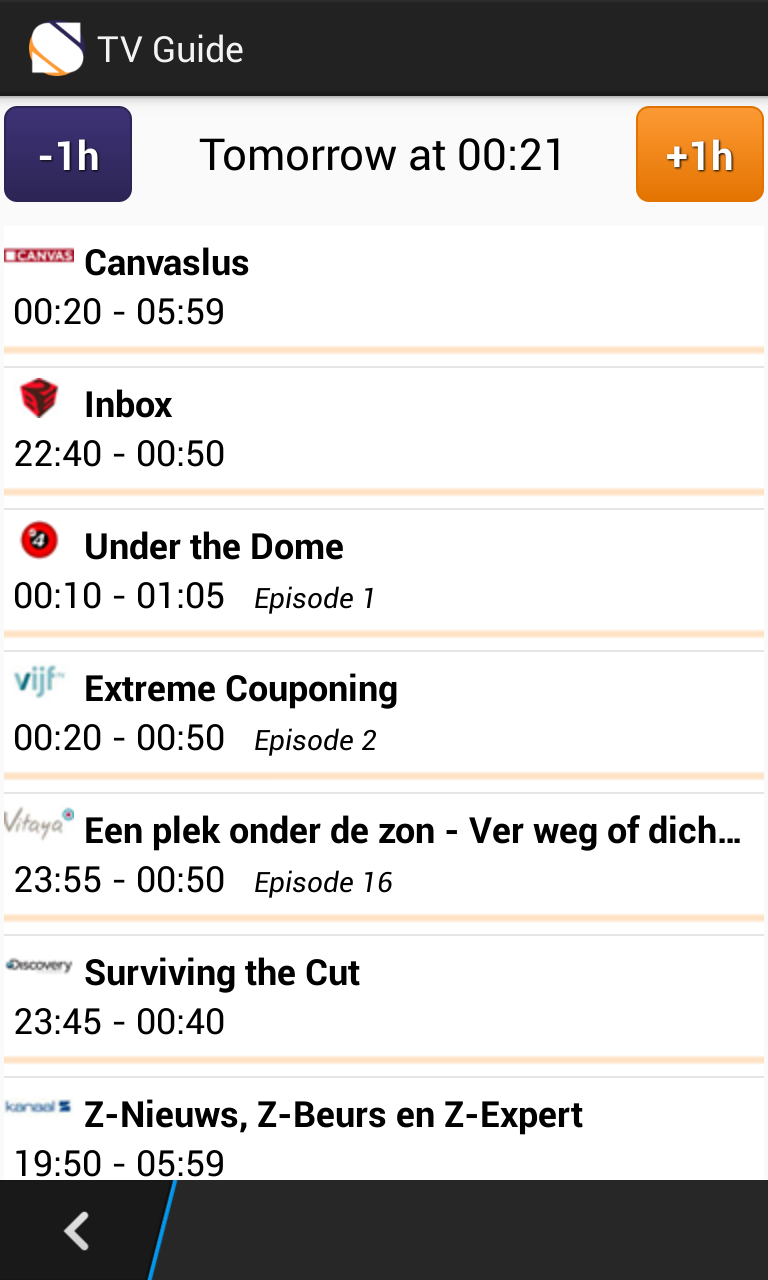 TV Guide
-1h
Tomorrow at 00:21
+1h
CANVAS
Canvaslus
00:20 - 05:59
Inbox
22:40 - 00:50
4
Under the Dome
00:10 - 01:05 Episode 1
vijf
Extreme Couponing
00:20 - 00:50 Episode 2
Vitaya
Een plek onder de zon - Ver weg of dich...
23:55 - 00:50 Episode 16
Discovery
Surviving the Cut
23:45 - 00:40
kanaal
Z-Nieuws, Z-Beurs en Z-Expert
19:50 - 05:59